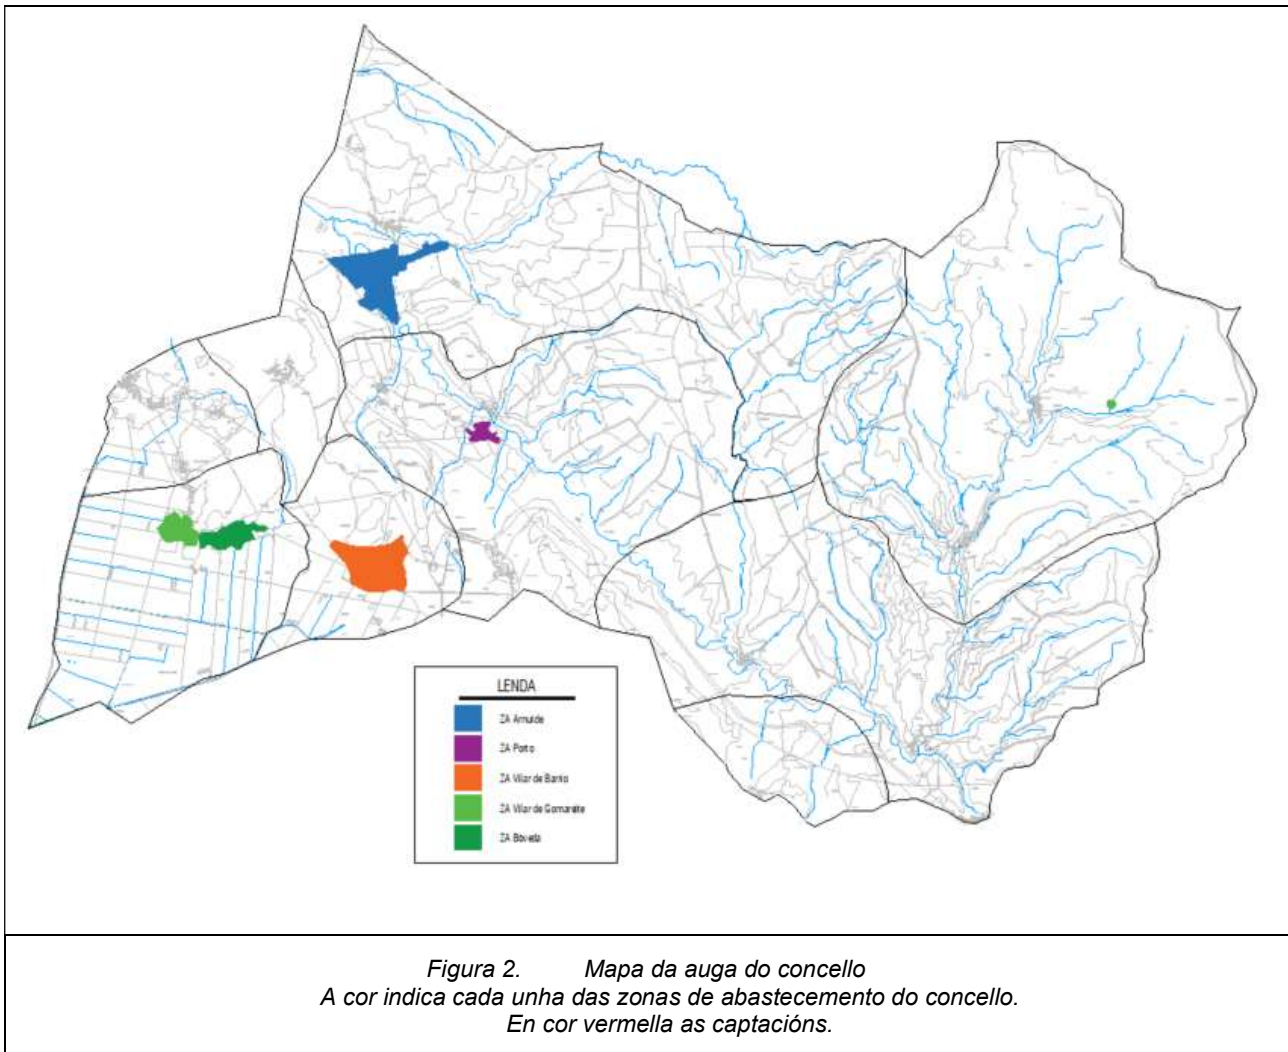 LENDA
ZA Arnuide
ZA Porto
ZA Vilar de Barrio
ZA Vilar de Gomareite
ZA Bóveda
Figura 2. Mapa da auga do concello
A cor indica cada unha das zonas de abastecemento do concello.
En cor vermella as captacións.